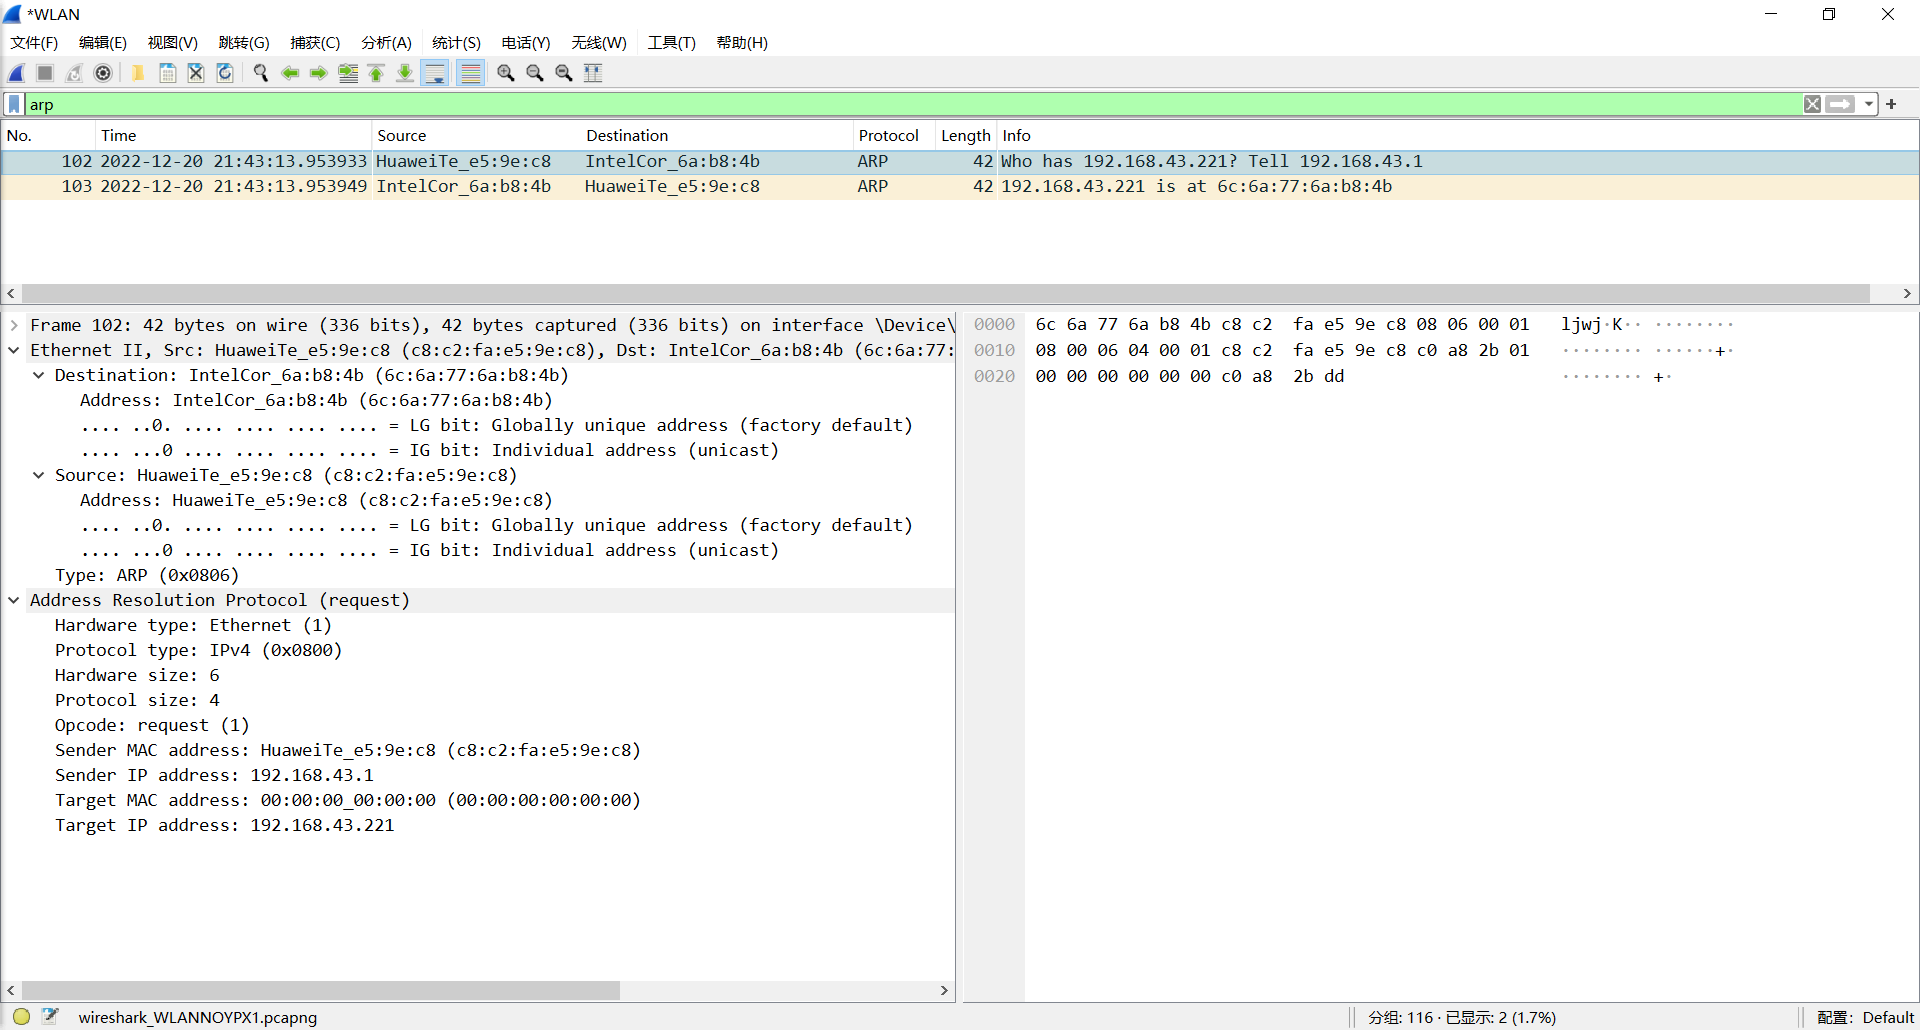 *WLAN
文件(F) 编辑(E) 视图(V) 跳转(G) 捕获(C) 分析(A) 统计(S) 电话(Y) 无线(W) 工具(T) 帮助(H)
arp
No. Time Source Destination Protocol Length Info
102 2022-12-20 21:43:13.953933 HuaweiTe_e5:9e:c8 IntelCor_6a:b8:4b ARP 42 Who has 192.168.43.221? Tell 192.168.43.1
103 2022-12-20 21:43:13.953949 IntelCor_6a:b8:4b HuaweiTe_e5:9e:c8 ARP 42 192.168.43.221 is at 6c:6a:77:6a:b8:4b
Frame 102: 42 bytes on wire (336 bits), 42 bytes captured (336 bits) on interface \Device\
Ethernet II, Src: HuaweiTe_e5:9e:c8 (c8:c2:fa:e5:9e:c8), Dst: IntelCor_6a:b8:4b (6c:6a:77:
Destination: IntelCor_6a:b8:4b (6c:6a:77:6a:b8:4b)
Address: IntelCor_6a:b8:4b (6c:6a:77:6a:b8:4b)
.... ..0. .... .... .... .... = LG bit: Globally unique address (factory default)
.... ...0 .... .... .... .... = IG bit: Individual address (unicast)
Source: HuaweiTe_e5:9e:c8 (c8:c2:fa:e5:9e:c8)
Address: HuaweiTe_e5:9e:c8 (c8:c2:fa:e5:9e:c8)
.... ..0. .... .... .... .... = LG bit: Globally unique address (factory default)
.... ...0 .... .... .... .... = IG bit: Individual address (unicast)
Type: ARP (0x0806)
Address Resolution Protocol (request)
Hardware type: Ethernet (1)
Protocol type: IPv4 (0x0800)
Hardware size: 6
Protocol size: 4
Opcode: request (1)
Sender MAC address: HuaweiTe_e5:9e:c8 (c8:c2:fa:e5:9e:c8)
Sender IP address: 192.168.43.1
Target MAC address: 00:00:00_00:00:00 (00:00:00:00:00:00)
Target IP address: 192.168.43.221
0000 6c 6a 77 6a b8 4b c8 c2 fa e5 9e c8 08 06 00 01 ljwj·K·· ········
0010 08 00 06 04 00 01 c8 c2 fa e5 9e c8 c0 a8 2b 01 ········ ······+·
0020 00 00 00 00 00 00 c0 a8 2b dd ········ +·
wireshark_WLANNOYPX1.pcapng 分组: 116 · 已显示: 2 (1.7%) 配置: Default